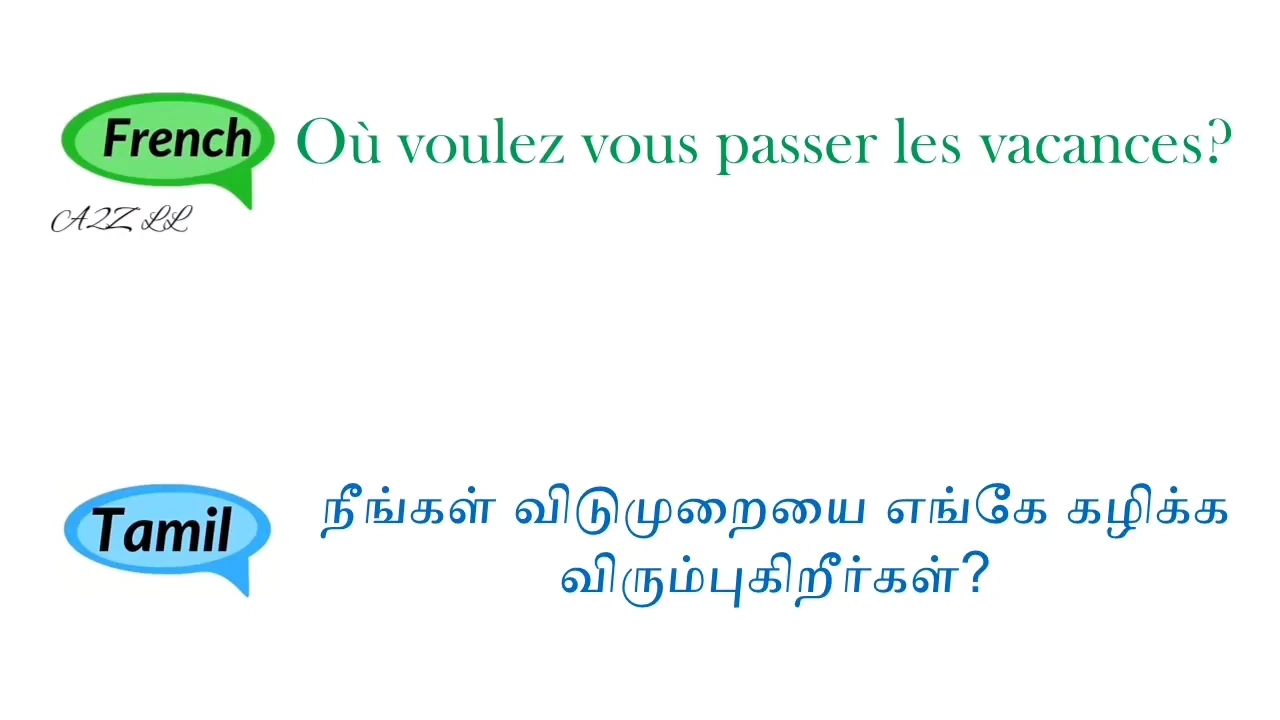 French
Où voulez vous passer les vacances?
A2Z LL
Tamil
நீங்கள் விடுமுறையை எங்கே கழிக்க
விரும்புகிறீர்கள்?